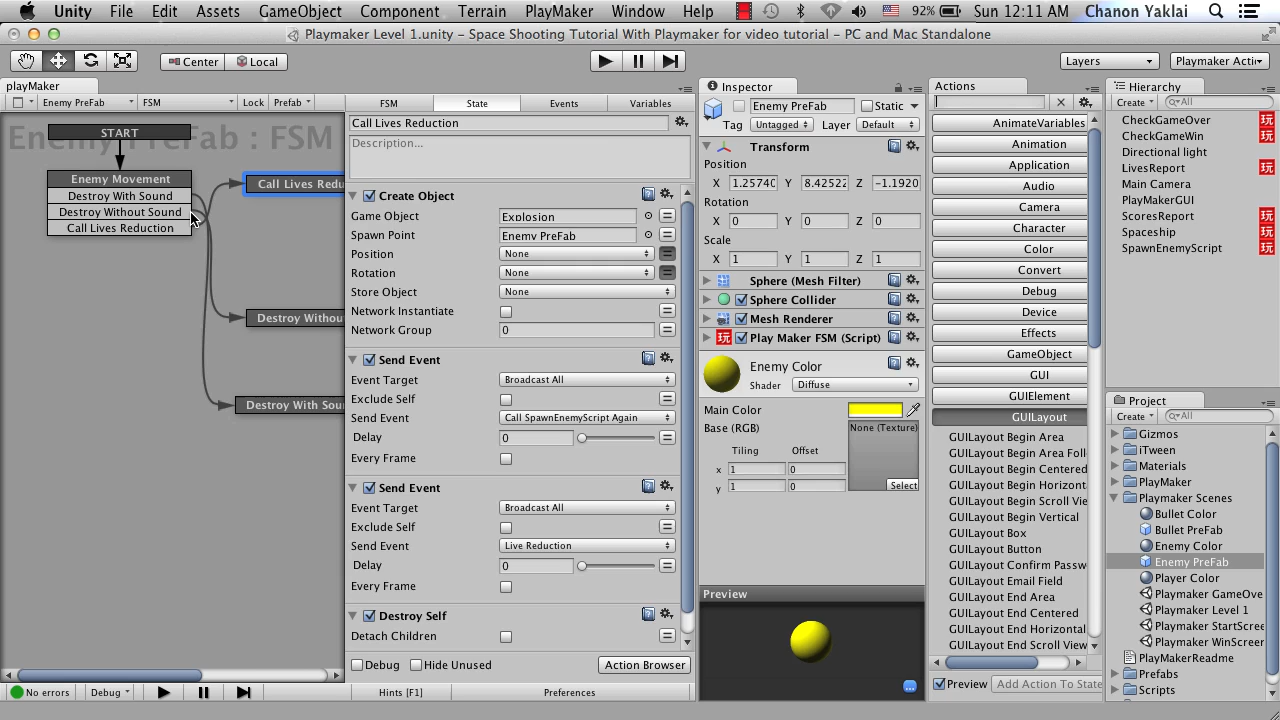 Unity File Edit Assets GameObject Component Terrain PlayMaker Window Help 92% Sun 12:11 AM Chanon Yaklai
Playmaker Level 1.unity - Space Shooting Tutorial With Playmaker for video tutorial - PC and Mac Standalone
Center Local Layers Playmaker Acti
playMaker
Enemy PreFab FSM Lock Prefab
Enemy PreFab : FSM
START
Enemy Movement
Destroy With Sound
Destroy Without Sound
Call Lives Reduction
Call Lives Redu
Destroy Without
Destroy With Sou
No errors Debug
FSM State Events Variables
Call Lives Reduction
Description...
Create Object
Game Object Explosion
Spawn Point Enemy PreFab
Position None
Rotation None
Store Object None
Network Instantiate
Network Group 0
Send Event
Event Target Broadcast All
Exclude Self
Send Event Call SpawnEnemyScript Again
Delay 0
Every Frame
Send Event
Event Target Broadcast All
Exclude Self
Send Event Live Reduction
Delay 0
Every Frame
Destroy Self
Detach Children
Debug Hide Unused Action Browser
Hints [F1] Preferences
Inspector
Enemy PreFab Static
Tag Untagged Layer Default
Transform
Position
X 1.2574 Y 8.42522 Z -1.1920
Rotation
X 0 Y 0 Z 0
Scale
X 1 Y 1 Z 1
Sphere (Mesh Filter)
Sphere Collider
Mesh Renderer
玩 Play Maker FSM (Script)
Enemy Color
Shader Diffuse
Main Color
Base (RGB) None (Texture)
Tiling Offset
x 1 0
y 1 0
Select
Preview
Actions
AnimateVariables
Animation
Application
Audio
Camera
Character
Color
Convert
Debug
Device
Effects
GameObject
GUI
GUIElement
GUILayout
GUILayout Begin Area
GUILayout Begin Area Foll
GUILayout Begin Centered
GUILayout Begin Horizont
GUILayout Begin Scroll Vie
GUILayout Begin Vertical
GUILayout Box
GUILayout Button
GUILayout Confirm Passw
GUILayout Email Field
GUILayout End Area
GUILayout End Centered
GUILayout End Horizontal
GUILayout End Scroll View
Preview Add Action To State
Hierarchy
Create All
CheckGameOver 玩
CheckGameWin 玩
Directional light
LivesReport 玩
Main Camera
PlayMakerGUI
ScoresReport 玩
Spaceship 玩
SpawnEnemyScript 玩
Project
Create All
Gizmos
iTween
Materials
PlayMaker
Playmaker Scenes
Bullet Color
Bullet PreFab
Enemy Color
Enemy PreFab
Player Color
Playmaker GameOve
Playmaker Level 1
Playmaker StartScree
Playmaker WinScreen
PlayMakerReadme
Prefabs
Scripts